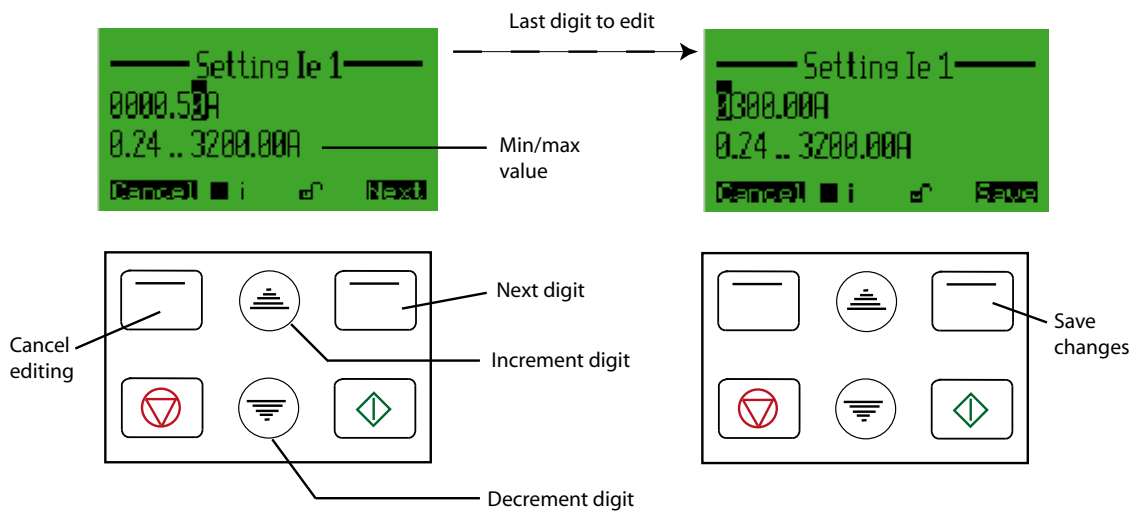 Last digit to edit
Setting Ie 1
0000.50A
0.24 .. 3200.00A
Cancel i Next
Min/max
value
Setting Ie 1
0300.00A
0.24 .. 3200.00A
Cancel i Save
Next digit
Cancel
editing
Increment digit
Decrement digit
Save
changes